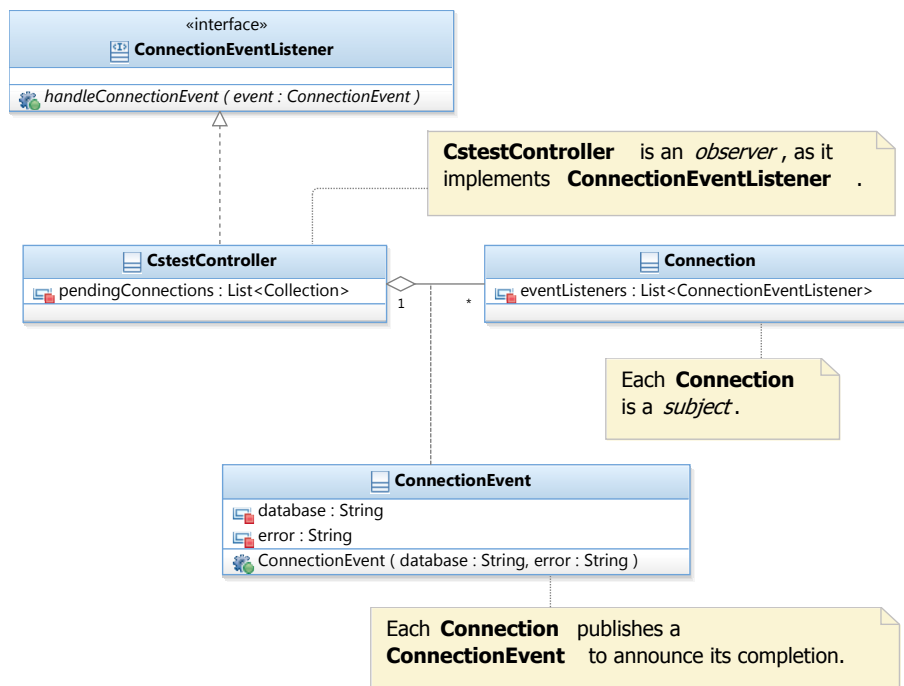 «interface»
ConnectionEventListener
handleConnectionEvent ( event : ConnectionEvent )
CstestController is an observer , as it
implements ConnectionEventListener .
CstestController
pendingConnections : List<Collection>
Connection
eventListeners : List<ConnectionEventListener>
1
*
Each Connection
is a subject .
ConnectionEvent
database : String
error : String
ConnectionEvent ( database : String, error : String )
Each Connection publishes a
ConnectionEvent to announce its completion.